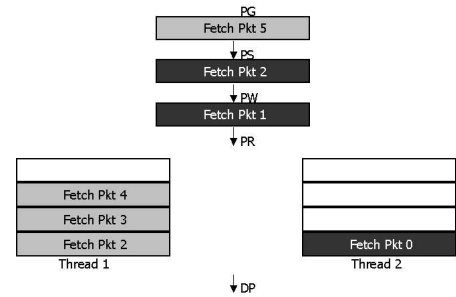 PG
Fetch Pkt 5
PS
Fetch Pkt 2
PW
Fetch Pkt 1
PR
Fetch Pkt 4
Fetch Pkt 3
Fetch Pkt 2
Thread 1
Fetch Pkt 0
Thread 2
DP